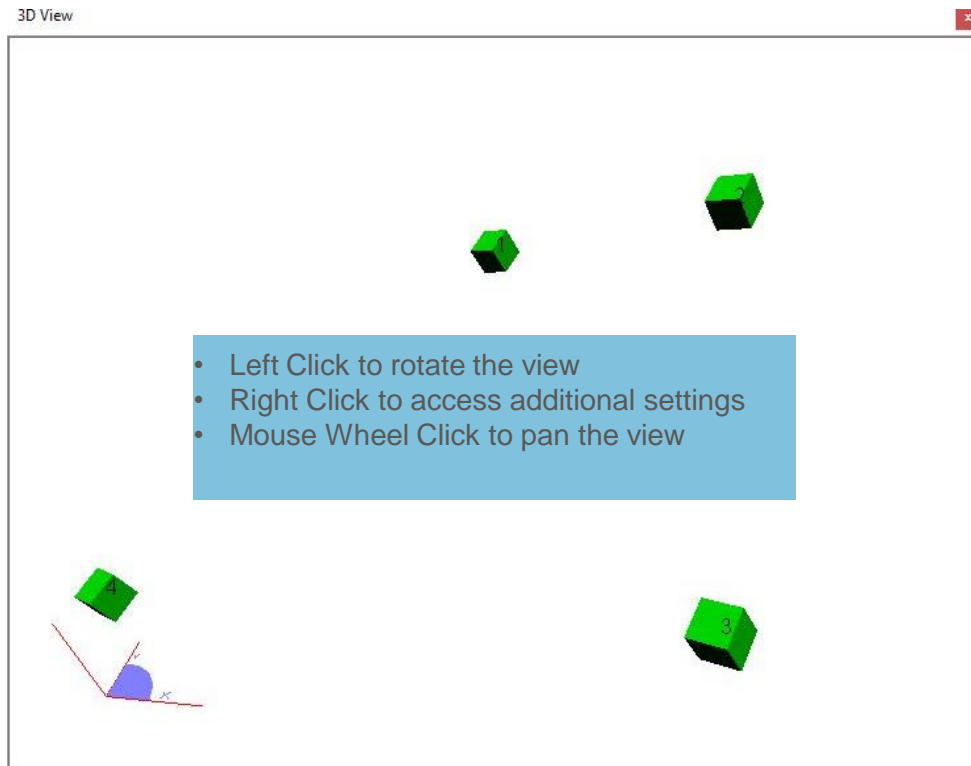 3D View
2
1
• Left Click to rotate the view
• Right Click to access additional settings
• Mouse Wheel Click to pan the view
4
3
Y
X